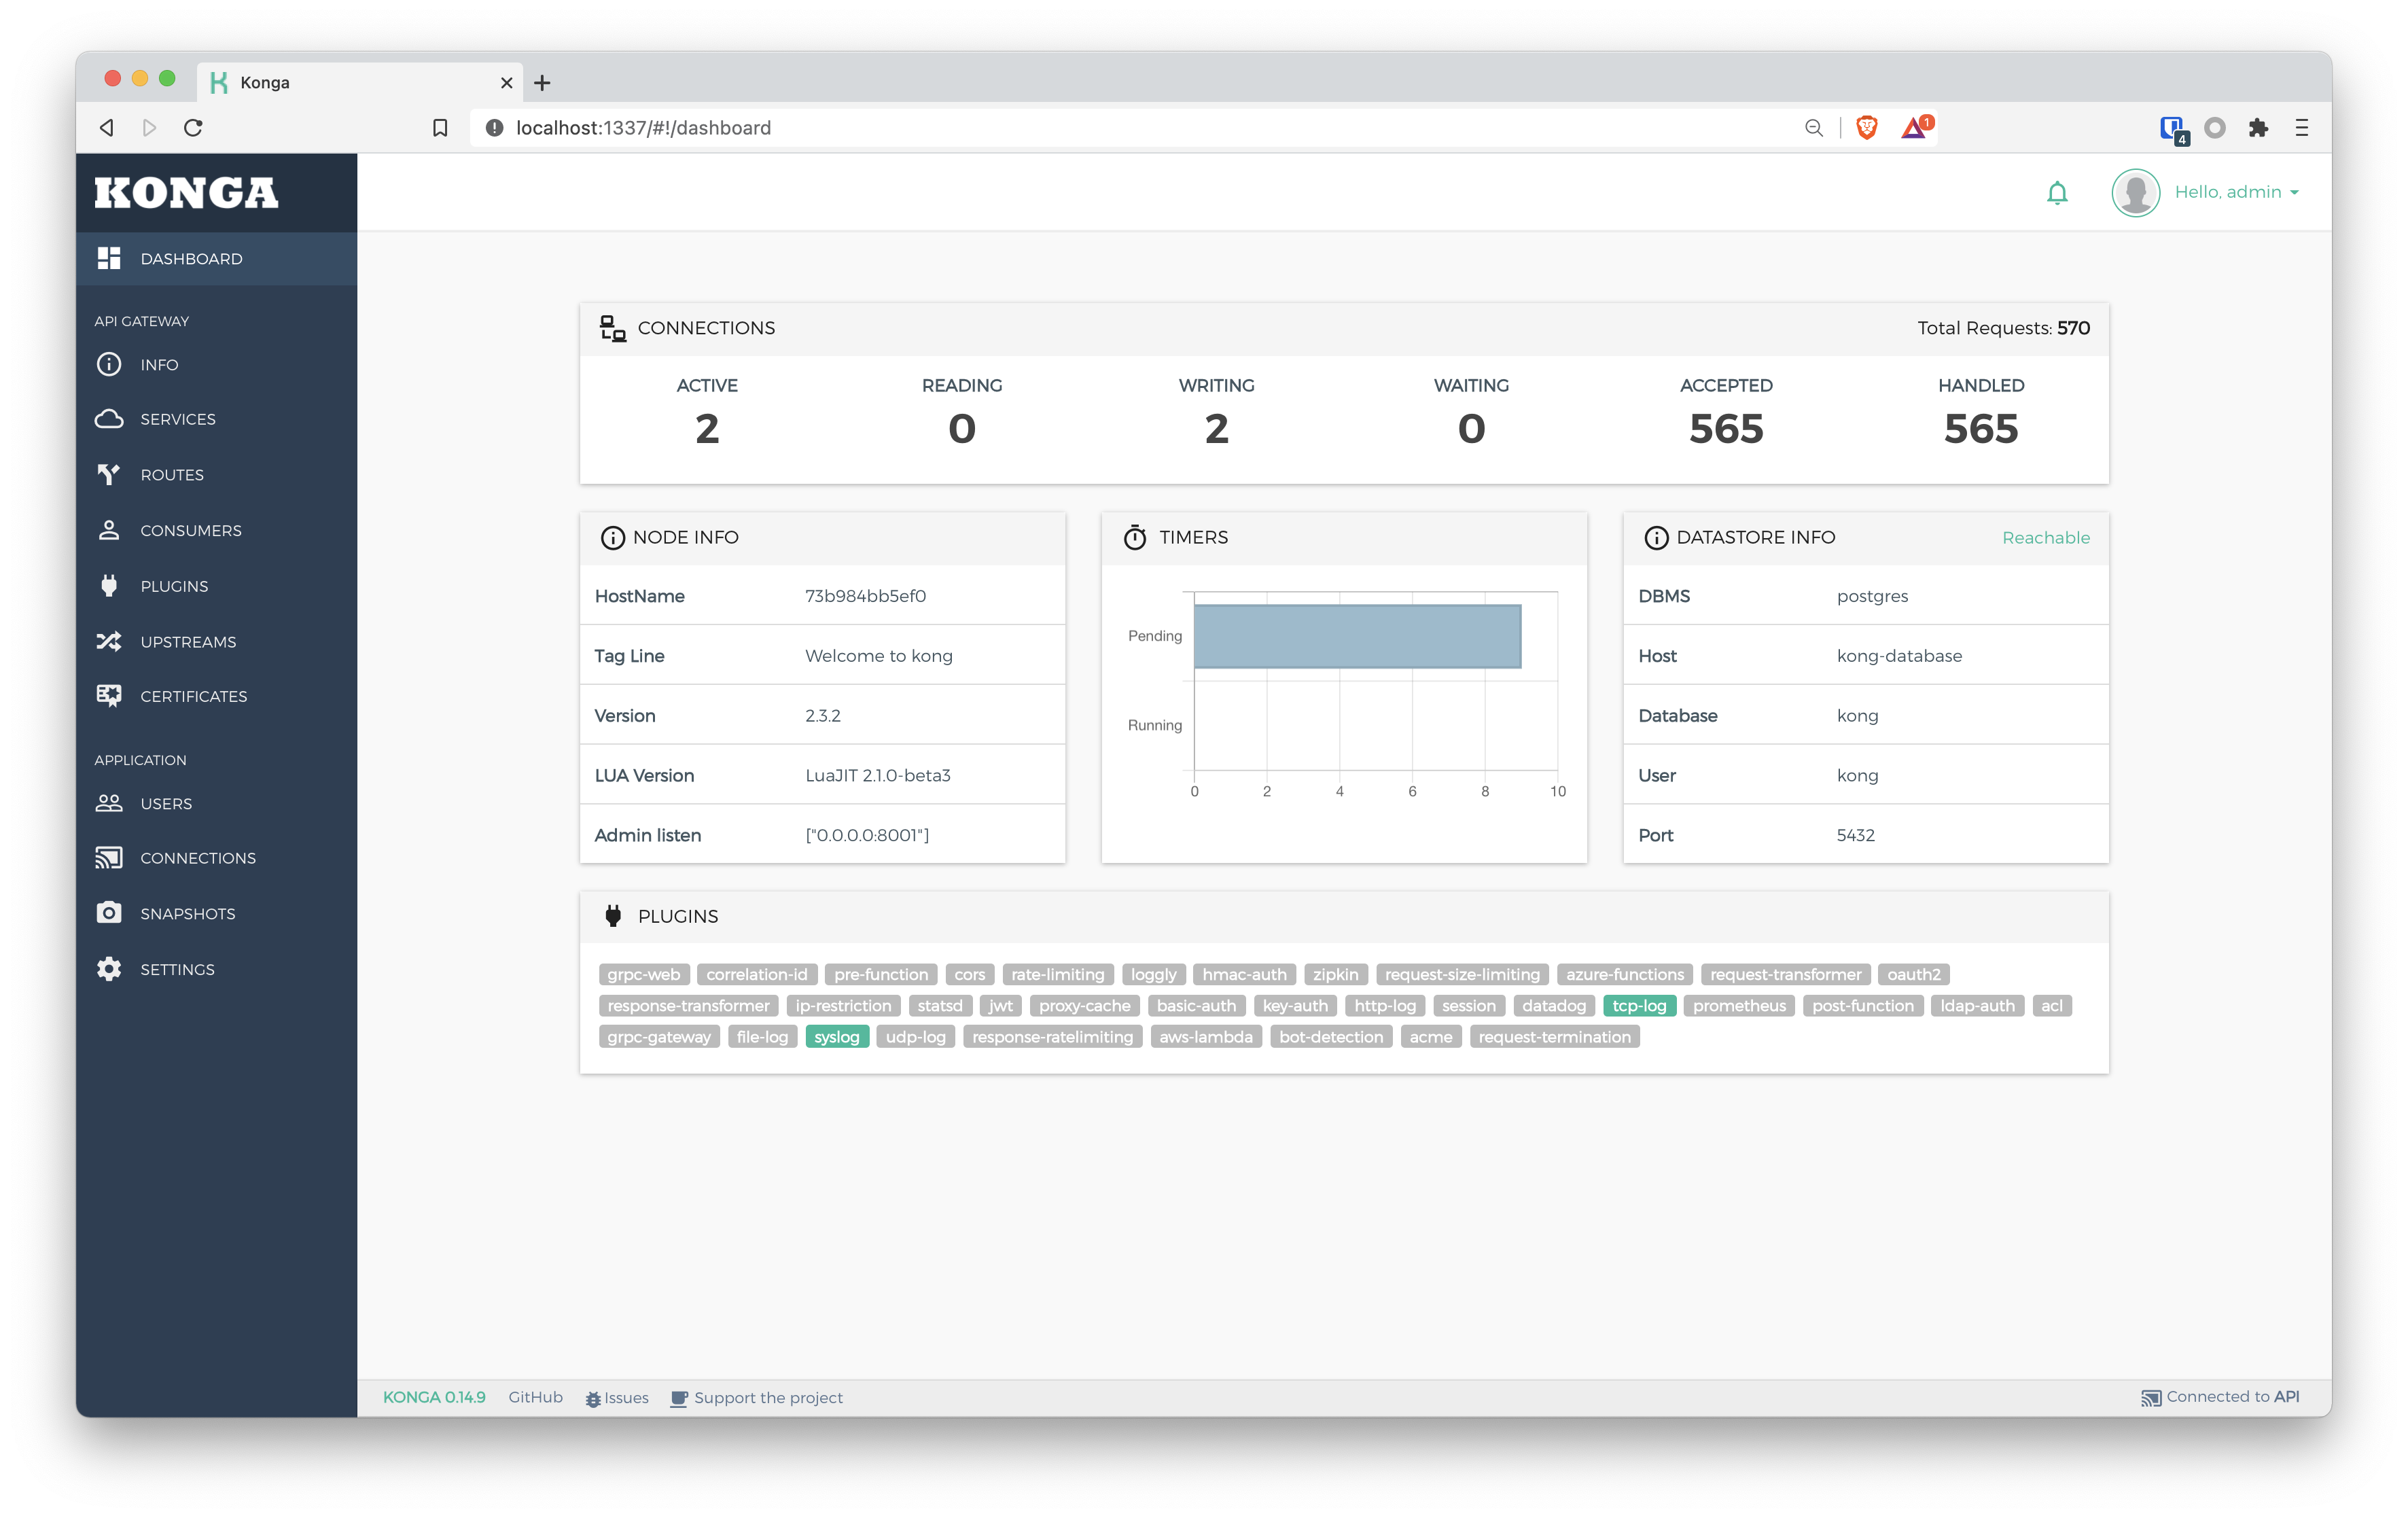 Konga
localhost:1337/#!/dashboard
1
4
KONGA
Hello, admin
DASHBOARD
API GATEWAY
INFO
SERVICES
ROUTES
CONSUMERS
PLUGINS
UPSTREAMS
CERTIFICATES
APPLICATION
USERS
CONNECTIONS
SNAPSHOTS
SETTINGS
CONNECTIONS
Total Requests: 570
ACTIVE READING WRITING WAITING ACCEPTED HANDLED
2 0 2 0 565 565
NODE INFO
HostName 73b984bb5ef0
Tag Line Welcome to kong
Version 2.3.2
LUA Version LuaJIT 2.1.0-beta3
Admin listen ["0.0.0.0:8001"]
TIMERS
Pending
Running
0 2 4 6 8 10
DATASTORE INFO Reachable
DBMS postgres
Host kong-database
Database kong
User kong
Port 5432
PLUGINS
grpc-web correlation-id pre-function cors rate-limiting loggly hmac-auth zipkin request-size-limiting azure-functions request-transformer oauth2
response-transformer ip-restriction statsd jwt proxy-cache basic-auth key-auth http-log session datadog tcp-log prometheus post-function ldap-auth acl
grpc-gateway file-log syslog udp-log response-ratelimiting aws-lambda bot-detection acme request-termination
KONGA 0.14.9 GitHub Issues Support the project
Connected to API